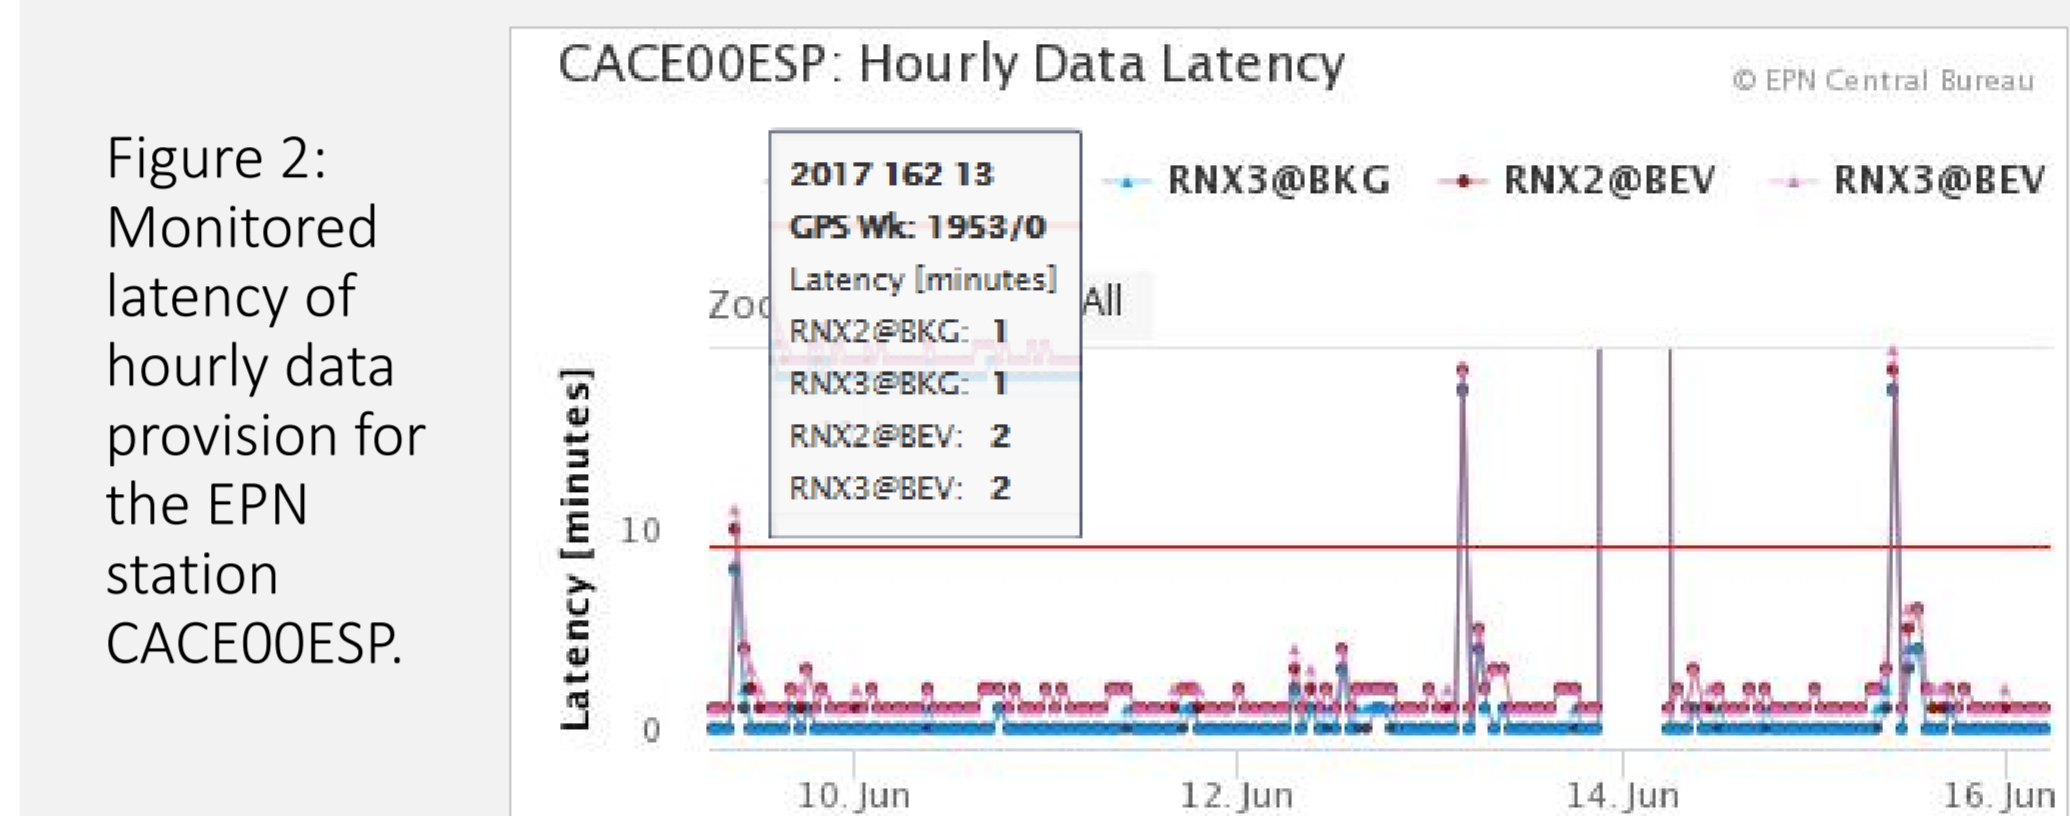 Figure 2:
Monitored
latency of
hourly data
provision for
the EPN
station
CACE00ESP.
CACE00ESP: Hourly Data Latency
© EPN Central Bureau
RNX3@BKG
RNX2@BEV
RNX3@BEV
2017 162 13
GPS Wk: 1953/0
Latency [minutes]
RNX2@BKG: 1
RNX3@BKG: 1
RNX2@BEV: 2
RNX3@BEV: 2
All
Latency [minutes]
10
0
10. Jun
12. Jun
14. Jun
16. Jun